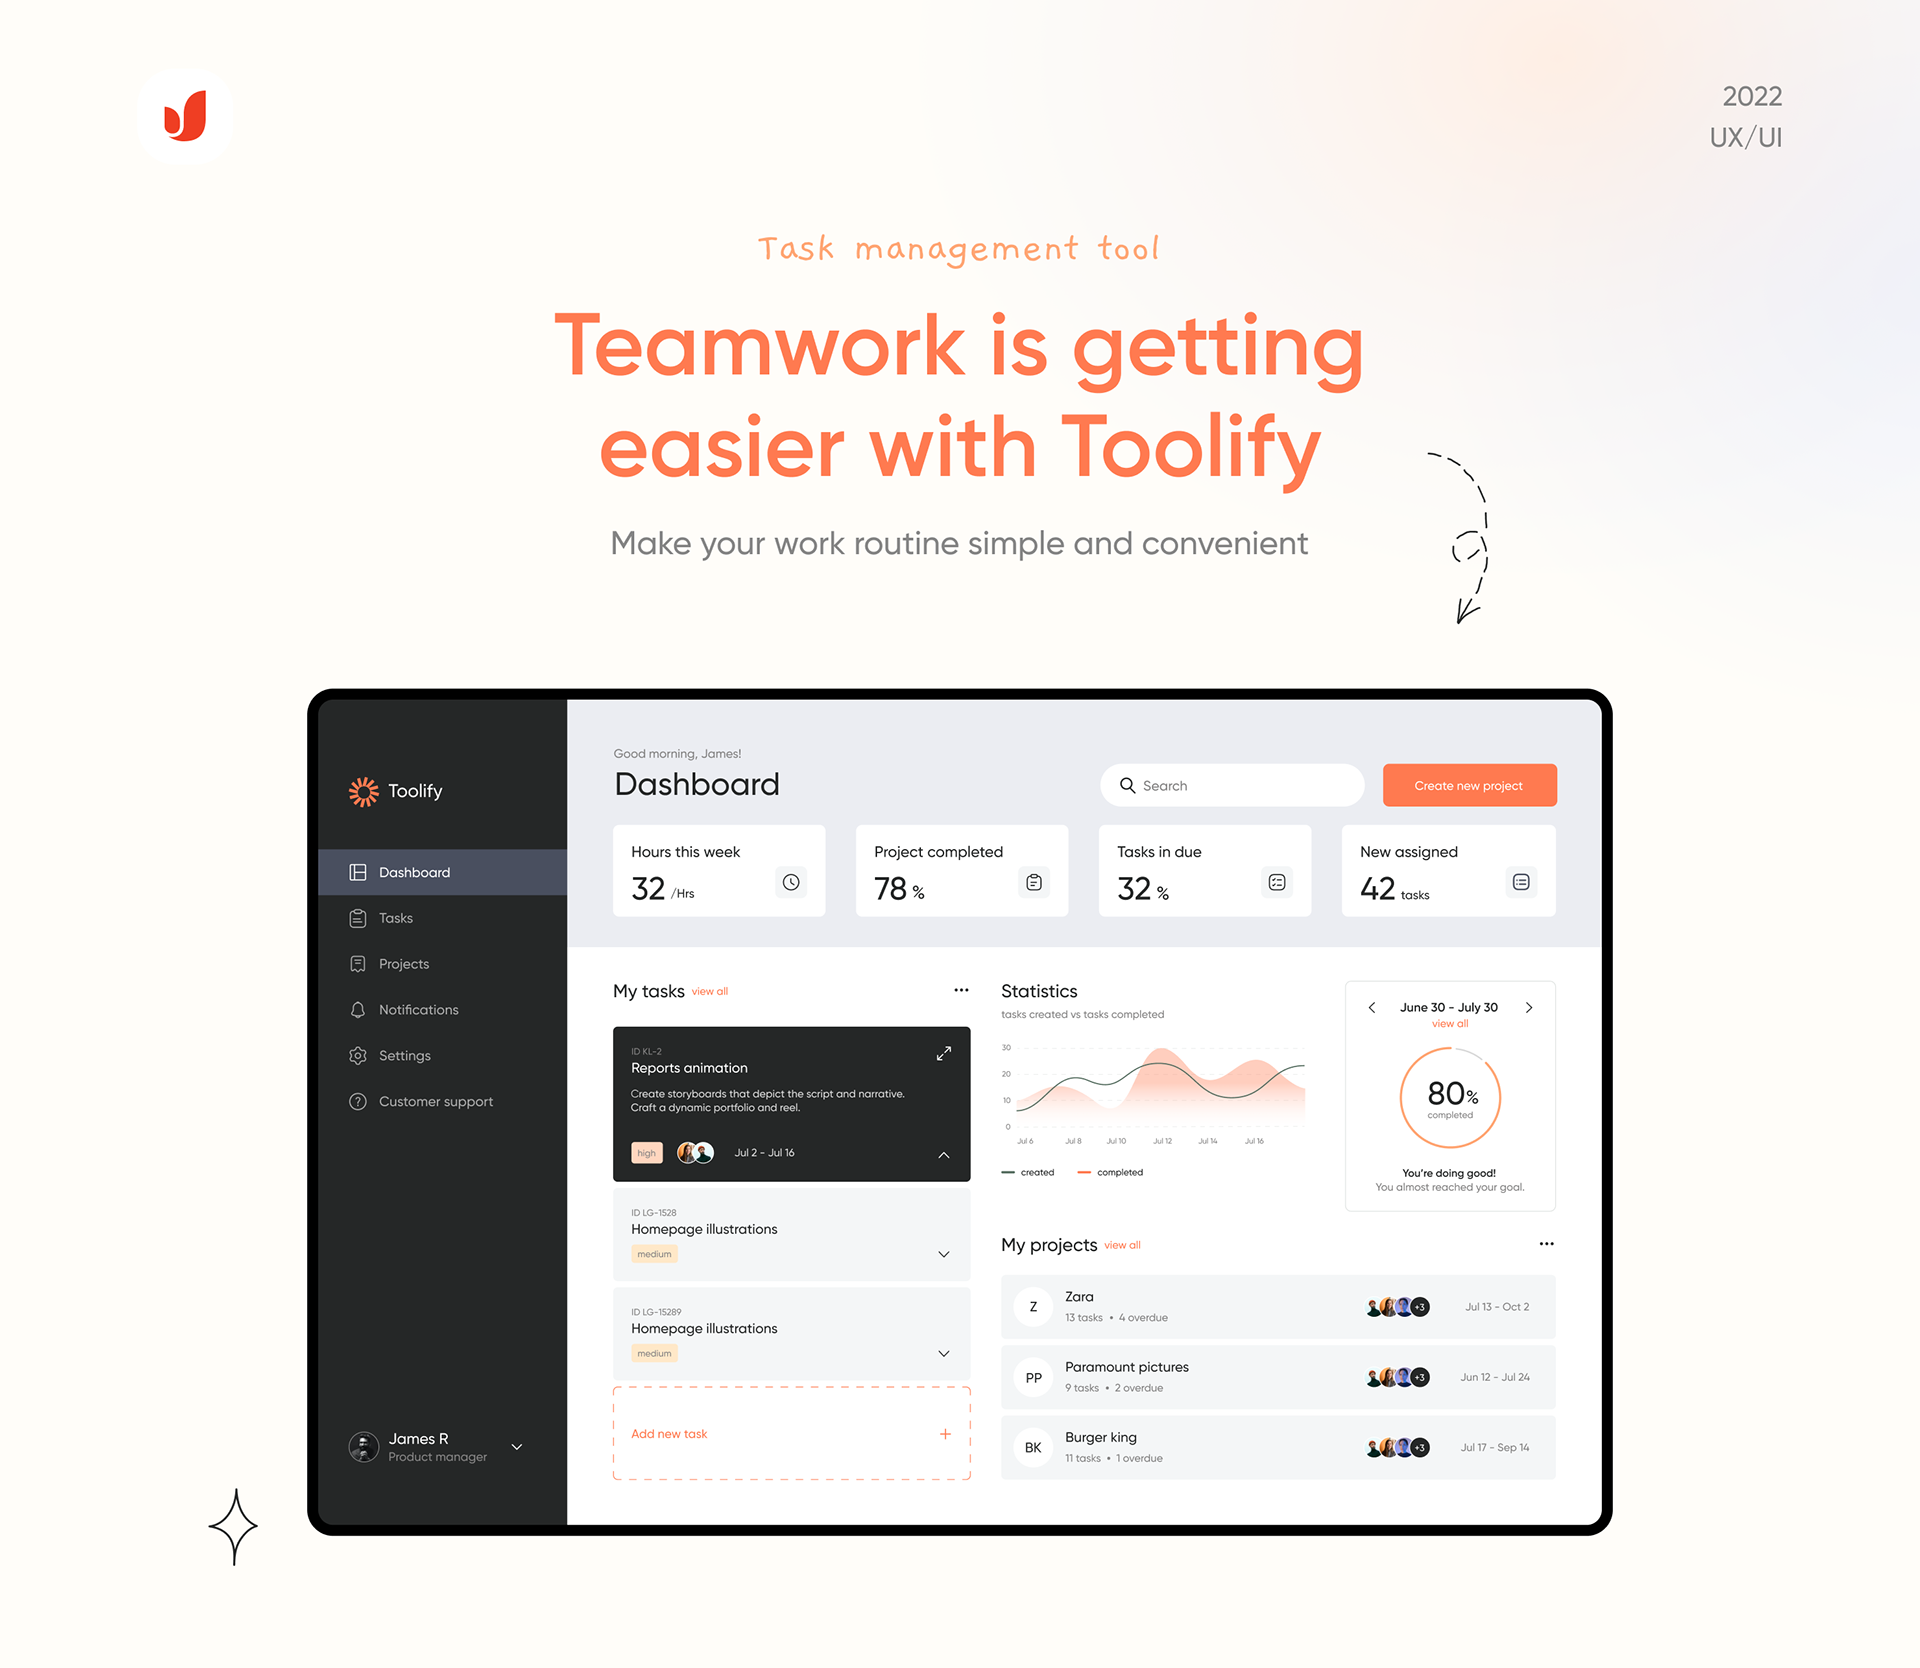 2022
UX/UI
Task management tool
Teamwork is getting
easier with Toolify
Make your work routine simple and convenient
Toolify
Dashboard
Tasks
Projects
Notifications
Settings
Customer support
James R
Product manager
Good morning, James!
Dashboard
Search
Create new project
Hours this week
32 /Hrs
Project completed
78 %
Tasks in due
32 %
New assigned
42 tasks
My tasks view all
ID KL-2
Reports animation
Create storyboards that depict the script and narrative.
Craft a dynamic portfolio and reel.
high
Jul 2 - Jul 16
ID LG-1528
Homepage illustrations
medium
ID LG-15289
Homepage illustrations
medium
Add new task
Statistics
tasks created vs tasks completed
30
20
10
0
Jul 6 Jul 8 Jul 10 Jul 12 Jul 14 Jul 16
created completed
June 30 - July 30
view all
80%
completed
You're doing good!
You almost reached your goal.
My projects view all
Z
Zara
13 tasks • 4 overdue
+3
Jul 13 - Oct 2
PP
Paramount pictures
9 tasks • 2 overdue
+3
Jun 12 - Jul 24
BK
Burger king
11 tasks • 1 overdue
+3
Jul 17 - Sep 14